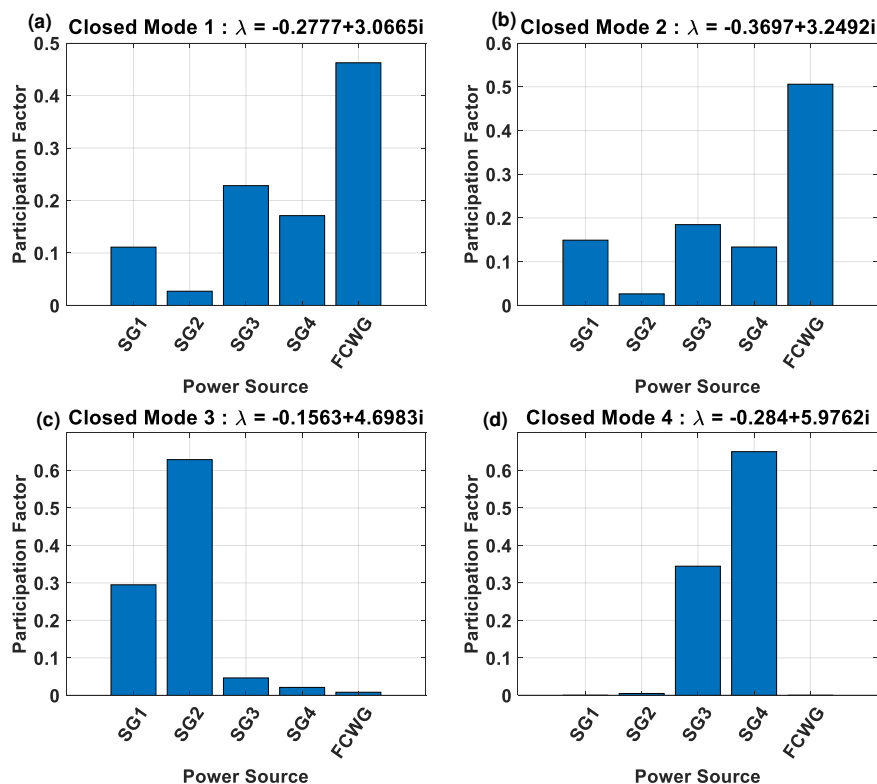 (a)
Closed Mode 1 : λ = -0.2777+3.0665i
0.5
0.4
0.3
0.2
0.1
0
Participation Factor
SG1
SG2
SG3
SG4
FCWG
Power Source
(b)
Closed Mode 2 : λ = -0.3697+3.2492i
0.6
0.5
0.4
0.3
0.2
0.1
0
Participation Factor
SG1
SG2
SG3
SG4
FCWG
Power Source
(c)
Closed Mode 3 : λ = -0.1563+4.6983i
0.6
0.5
0.4
0.3
0.2
0.1
0
Participation Factor
SG1
SG2
SG3
SG4
FCWG
Power Source
(d)
Closed Mode 4 : λ = -0.284+5.9762i
0.6
0.5
0.4
0.3
0.2
0.1
0
Participation Factor
SG1
SG2
SG3
SG4
FCWG
Power Source